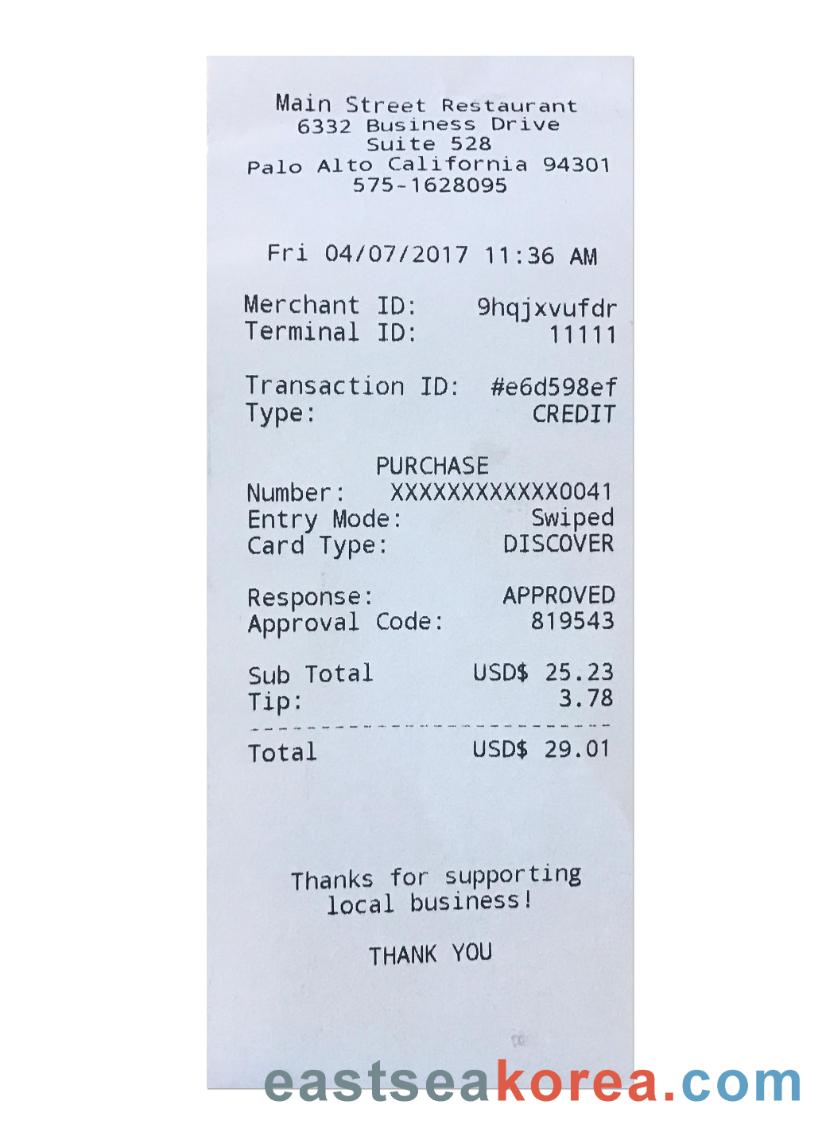 Main Street Restaurant
6332 Business Drive
Suite 528
Palo Alto California 94301
575-1628095
Fri 04/07/2017 11:36 AM
Merchant ID: 9hqjxvufdr
Terminal ID: 11111
Transaction ID: #e6d598ef
Type: CREDIT
PURCHASE
Number: XXXXXXXXXXXX0041
Entry Mode: Swiped
Card Type: DISCOVER
Response: APPROVED
Approval Code: 819543
Sub Total USD$ 25.23
Tip: 3.78
Total USD$ 29.01
Thanks for supporting
local business!
THANK YOU
eastseakorea.com